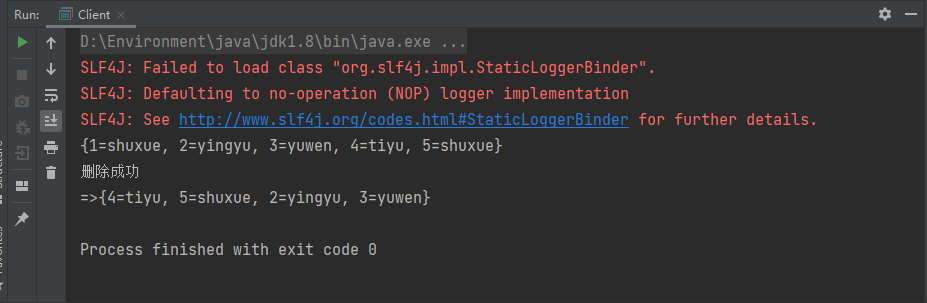 Run: Client
D:\Environment\java\jdk1.8\bin\java.exe ...
SLF4J: Failed to load class "org.slf4j.impl.StaticLoggerBinder".
SLF4J: Defaulting to no-operation (NOP) logger implementation
SLF4J: See http://www.slf4j.org/codes.html#StaticLoggerBinder for further details.
{1=shuxue, 2=yingyu, 3=yuwen, 4=tiyu, 5=shuxue}
删除成功
=>{4=tiyu, 5=shuxue, 2=yingyu, 3=yuwen}
Process finished with exit code 0